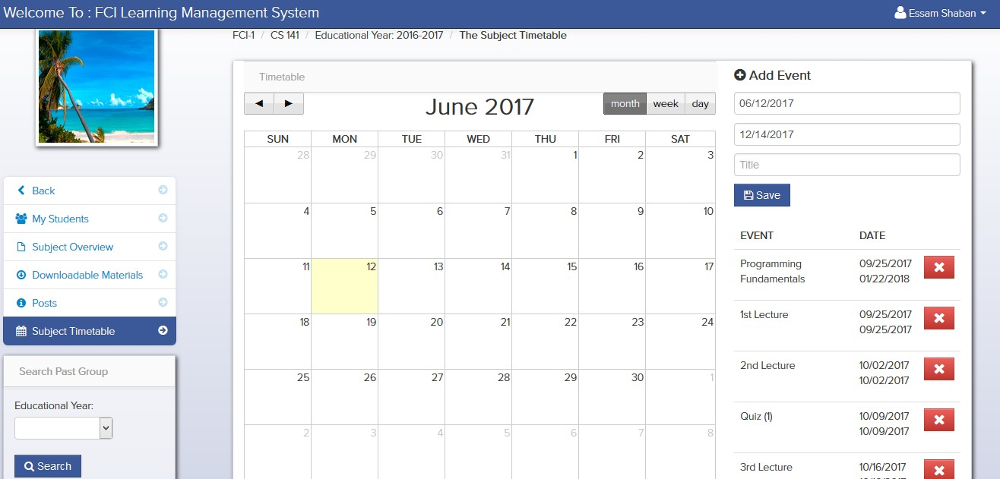 Welcome To : FCI Learning Management System
Essam Shaban
FCI-1 / CS 141 / Educational Year: 2016-2017 / The Subject Timetable
Back
My Students
Subject Overview
Downloadable Materials
Posts
Subject Timetable
Search Past Group
Educational Year:
Search
Timetable
June 2017
month week day
SUN MON TUE WED THU FRI SAT
28 29 30 31 1 2 3
4 5 6 7 8 9 10
11 12 13 14 15 16 17
18 19 20 21 22 23 24
25 26 27 28 29 30 1
2 3 4 5 6 7 8
Add Event
06/12/2017
12/14/2017
Title
Save
EVENT DATE
Programming 09/25/2017
Fundamentals 01/22/2018
1st Lecture 09/25/2017
09/25/2017
2nd Lecture 10/02/2017
10/02/2017
Quiz (1) 10/09/2017
10/09/2017
3rd Lecture 10/16/2017